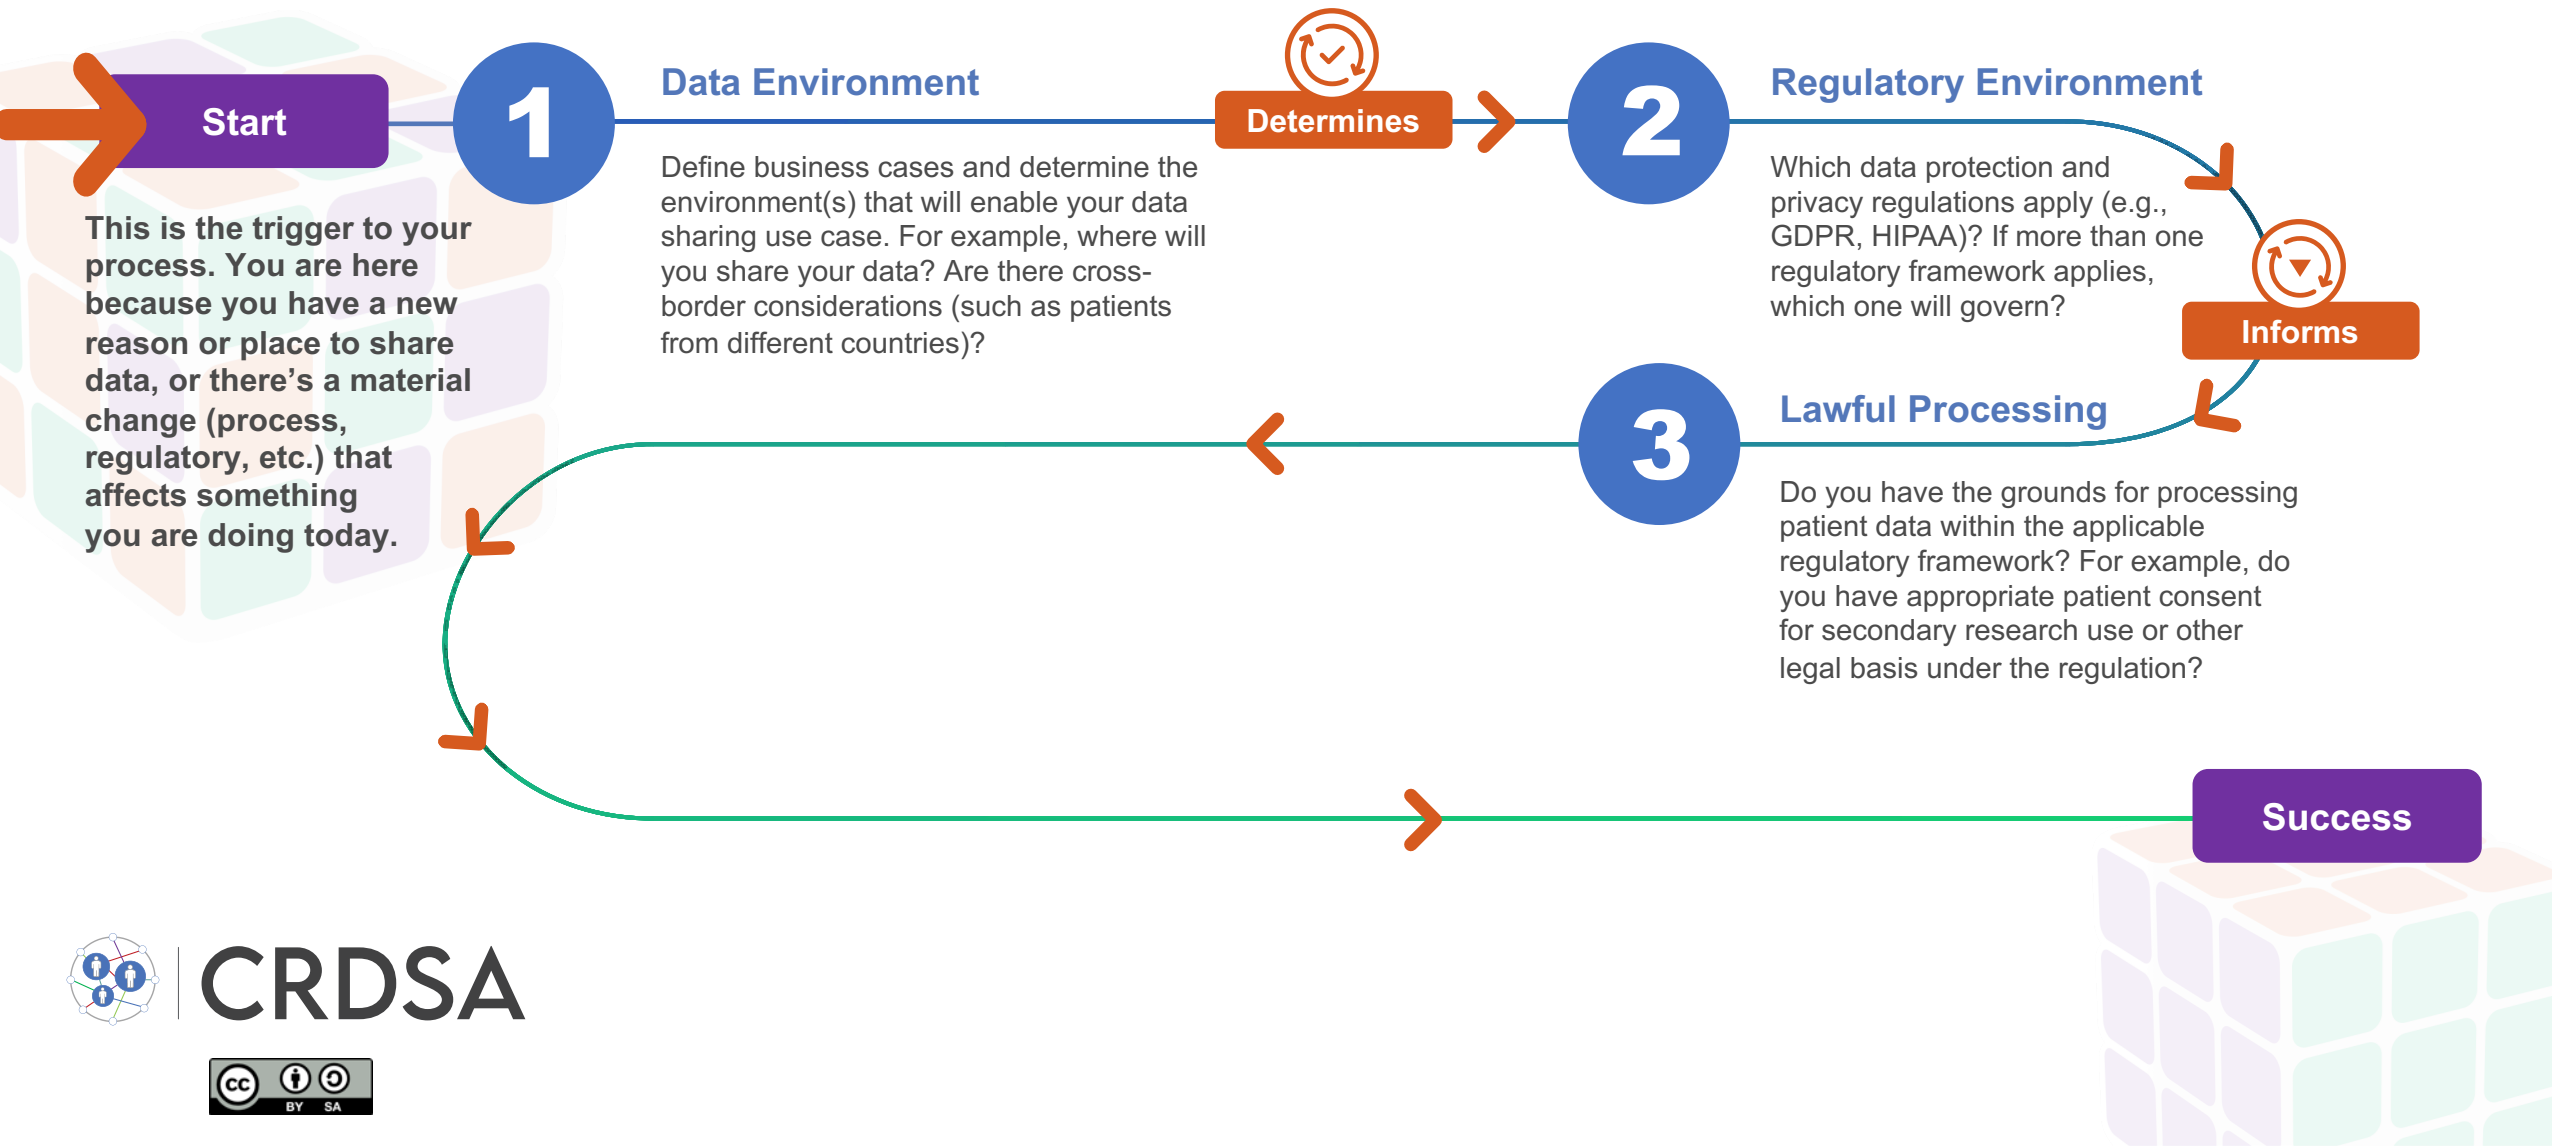 Start
This is the trigger to your
process. You are here
because you have a new
reason or place to share
data, or there's a material
change (process,
regulatory, etc.) that
affects something
you are doing today.
1
Data Environment
Define business cases and determine the
environment(s) that will enable your data
sharing use case. For example, where will
you share your data? Are there cross-
border considerations (such as patients
from different countries)?
Determines
2
Regulatory Environment
Which data protection and
privacy regulations apply (e.g.,
GDPR, HIPAA)? If more than one
regulatory framework applies,
which one will govern?
Informs
3
Lawful Processing
Do you have the grounds for processing
patient data within the applicable
regulatory framework? For example, do
you have appropriate patient consent
for secondary research use or other
legal basis under the regulation?
Success
CRDSA
cc
BY SA